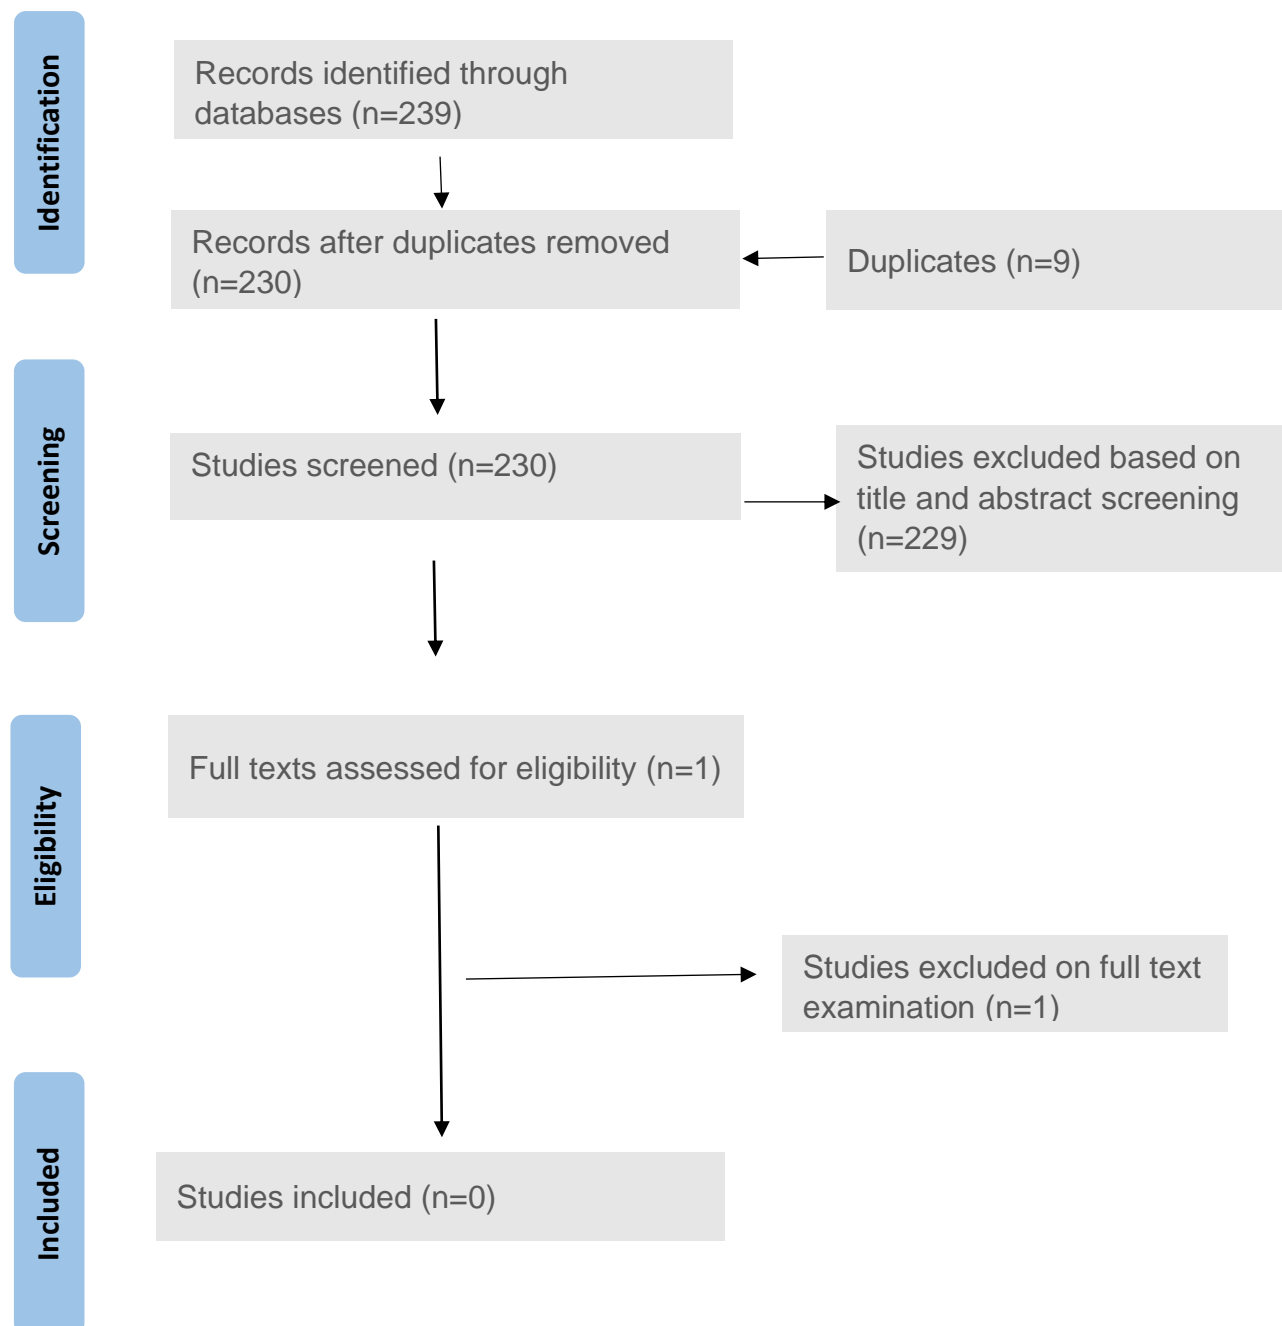 Identification
Records identified through
databases (n=239)
Records after duplicates removed
(n=230)
Duplicates (n=9)
Screening
Studies screened (n=230)
Studies excluded based on
title and abstract screening
(n=229)
Eligibility
Full texts assessed for eligibility (n=1)
Studies excluded on full text
examination (n=1)
Included
Studies included (n=0)